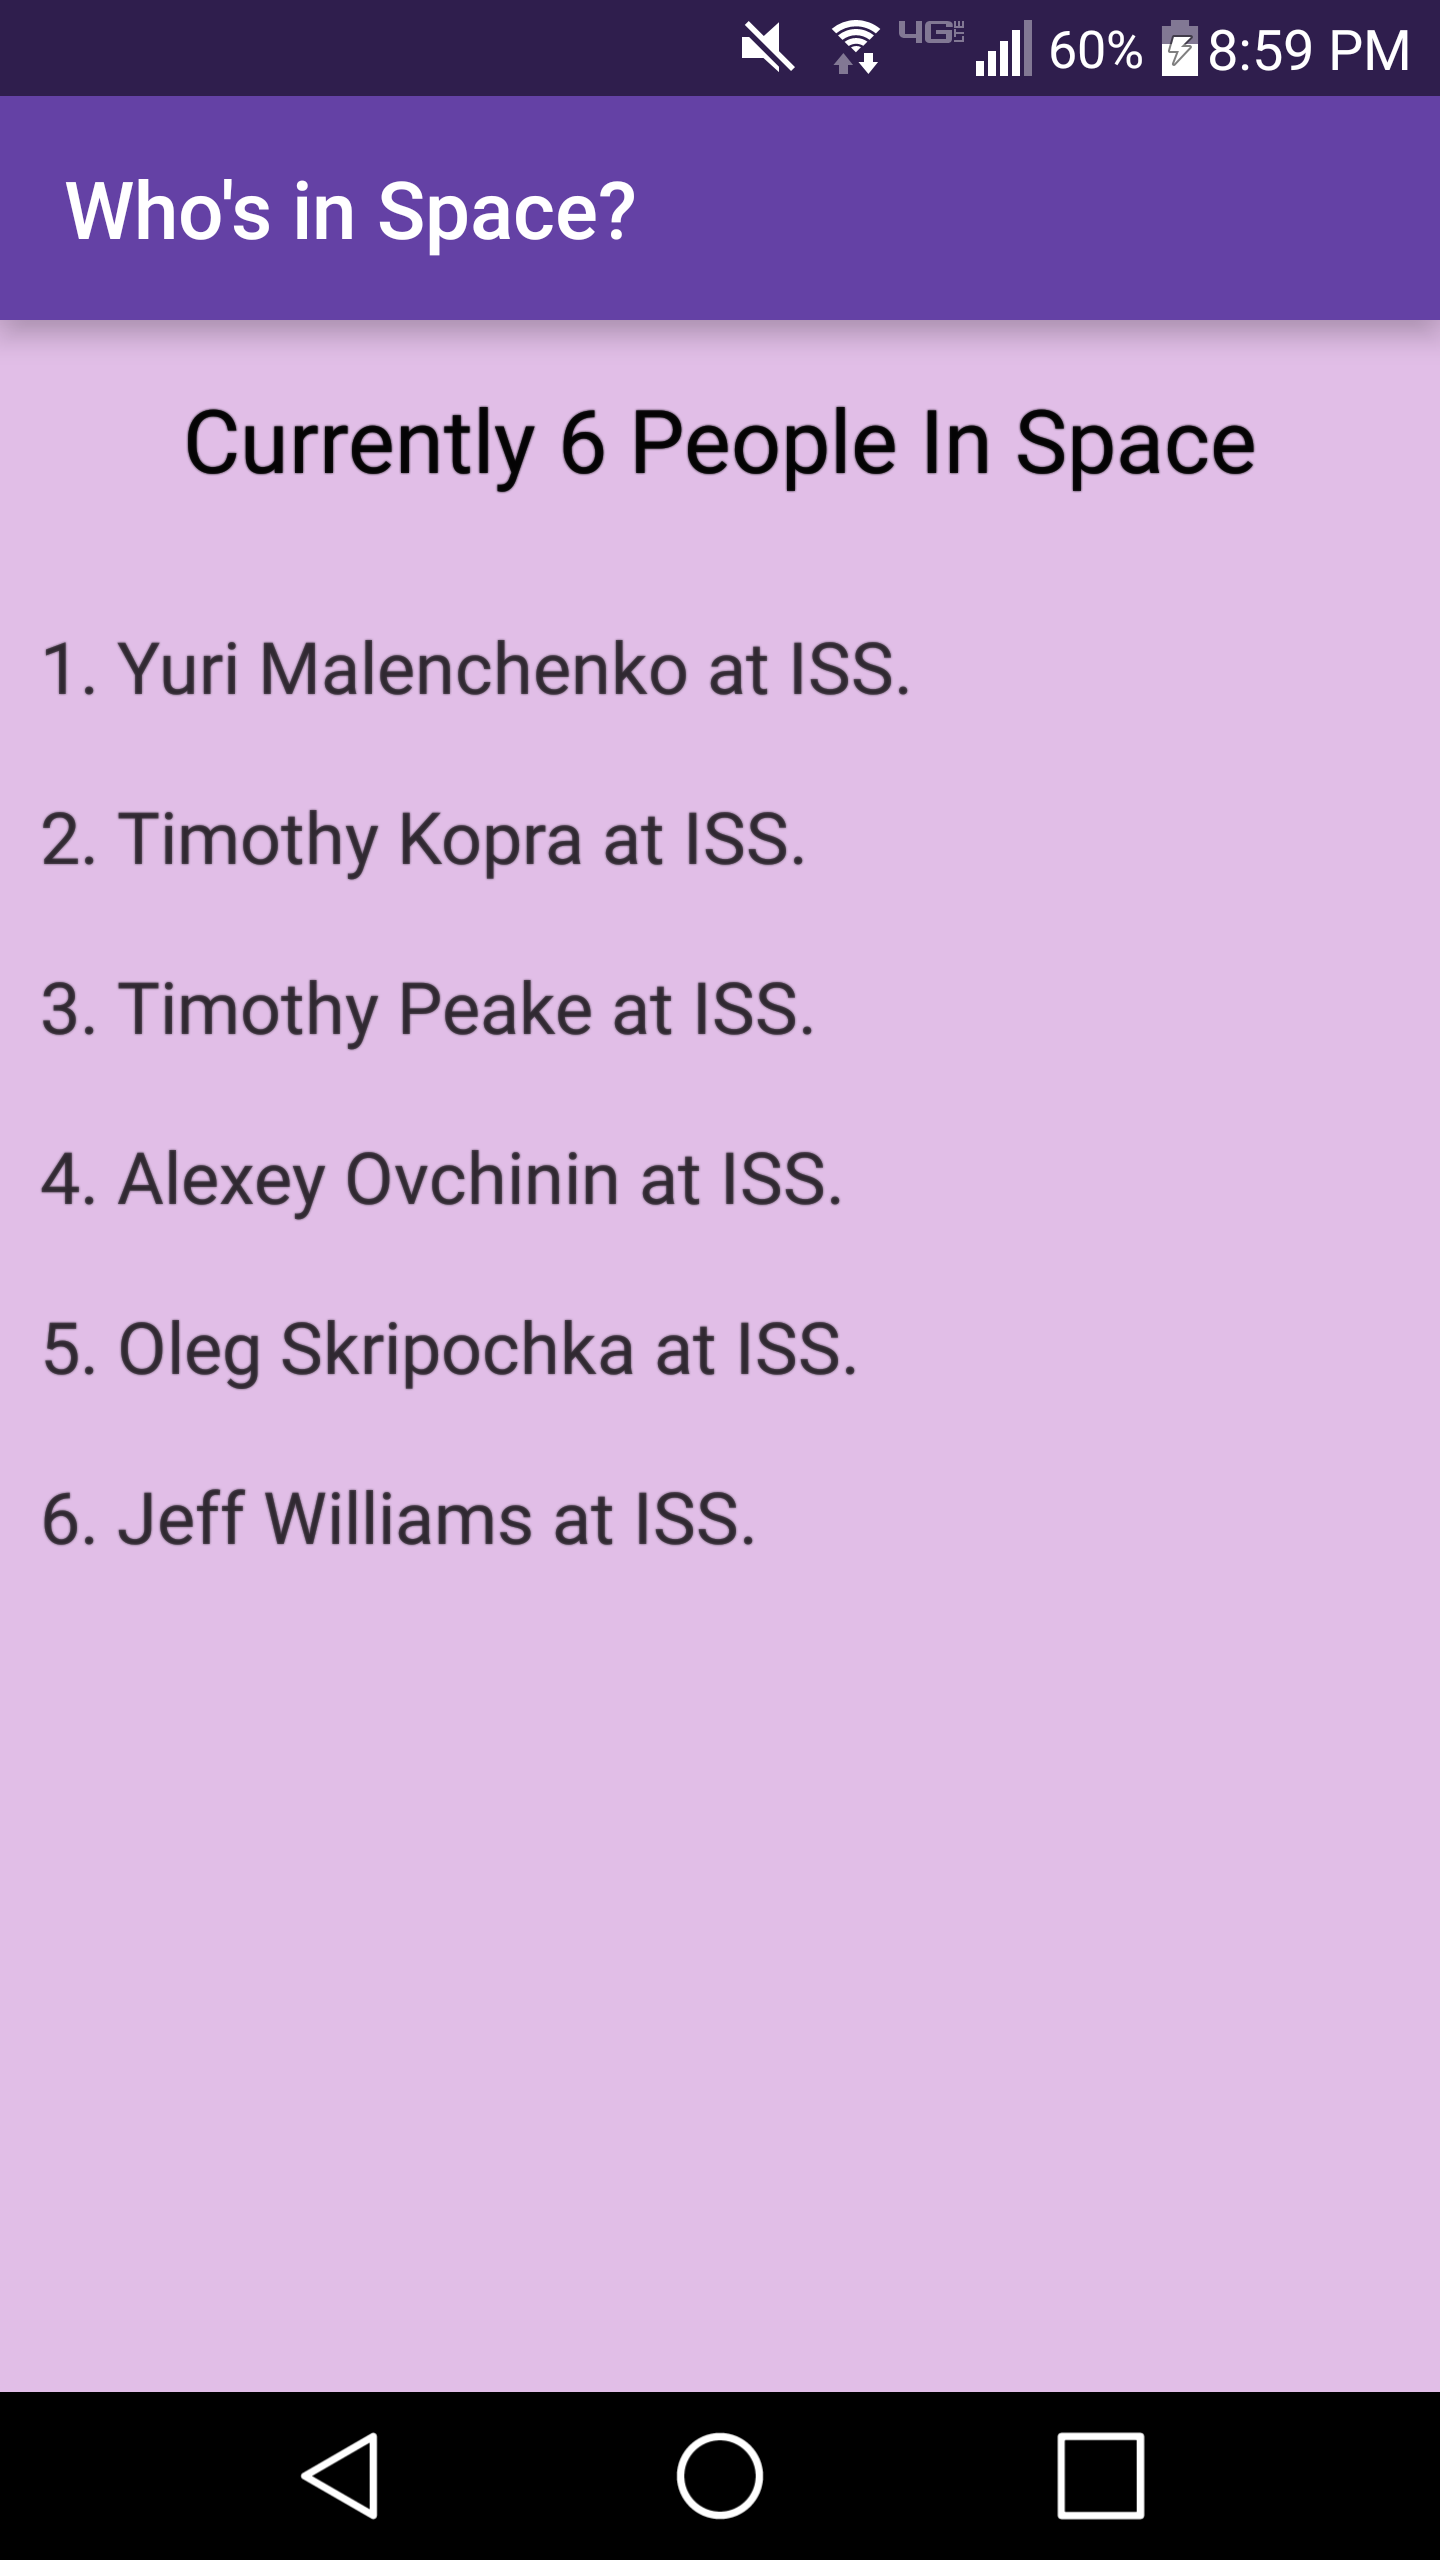 4G LTE 60% 8:59 PM
Who's in Space?
Currently 6 People In Space
1. Yuri Malenchenko at ISS.
2. Timothy Kopra at ISS.
3. Timothy Peake at ISS.
4. Alexey Ovchinin at ISS.
5. Oleg Skripochka at ISS.
6. Jeff Williams at ISS.